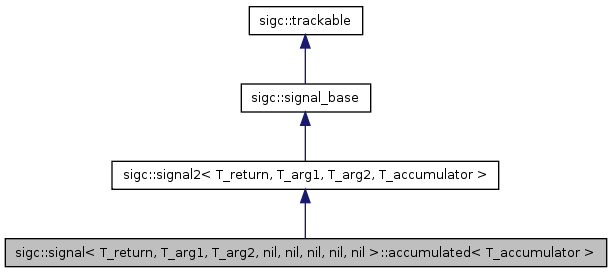 sigc::trackable
sigc::signal_base
sigc::signal2< T_return, T_arg1, T_arg2, T_accumulator >
sigc::signal< T_return, T_arg1, T_arg2, nil, nil, nil, nil, nil >::accumulated< T_accumulator >